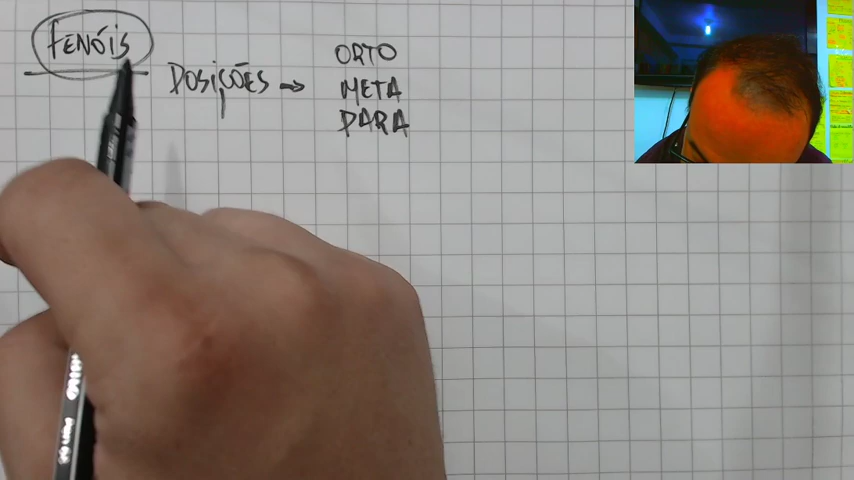 FENÓIS
POSIÇÕES → ORTO
META
PARA